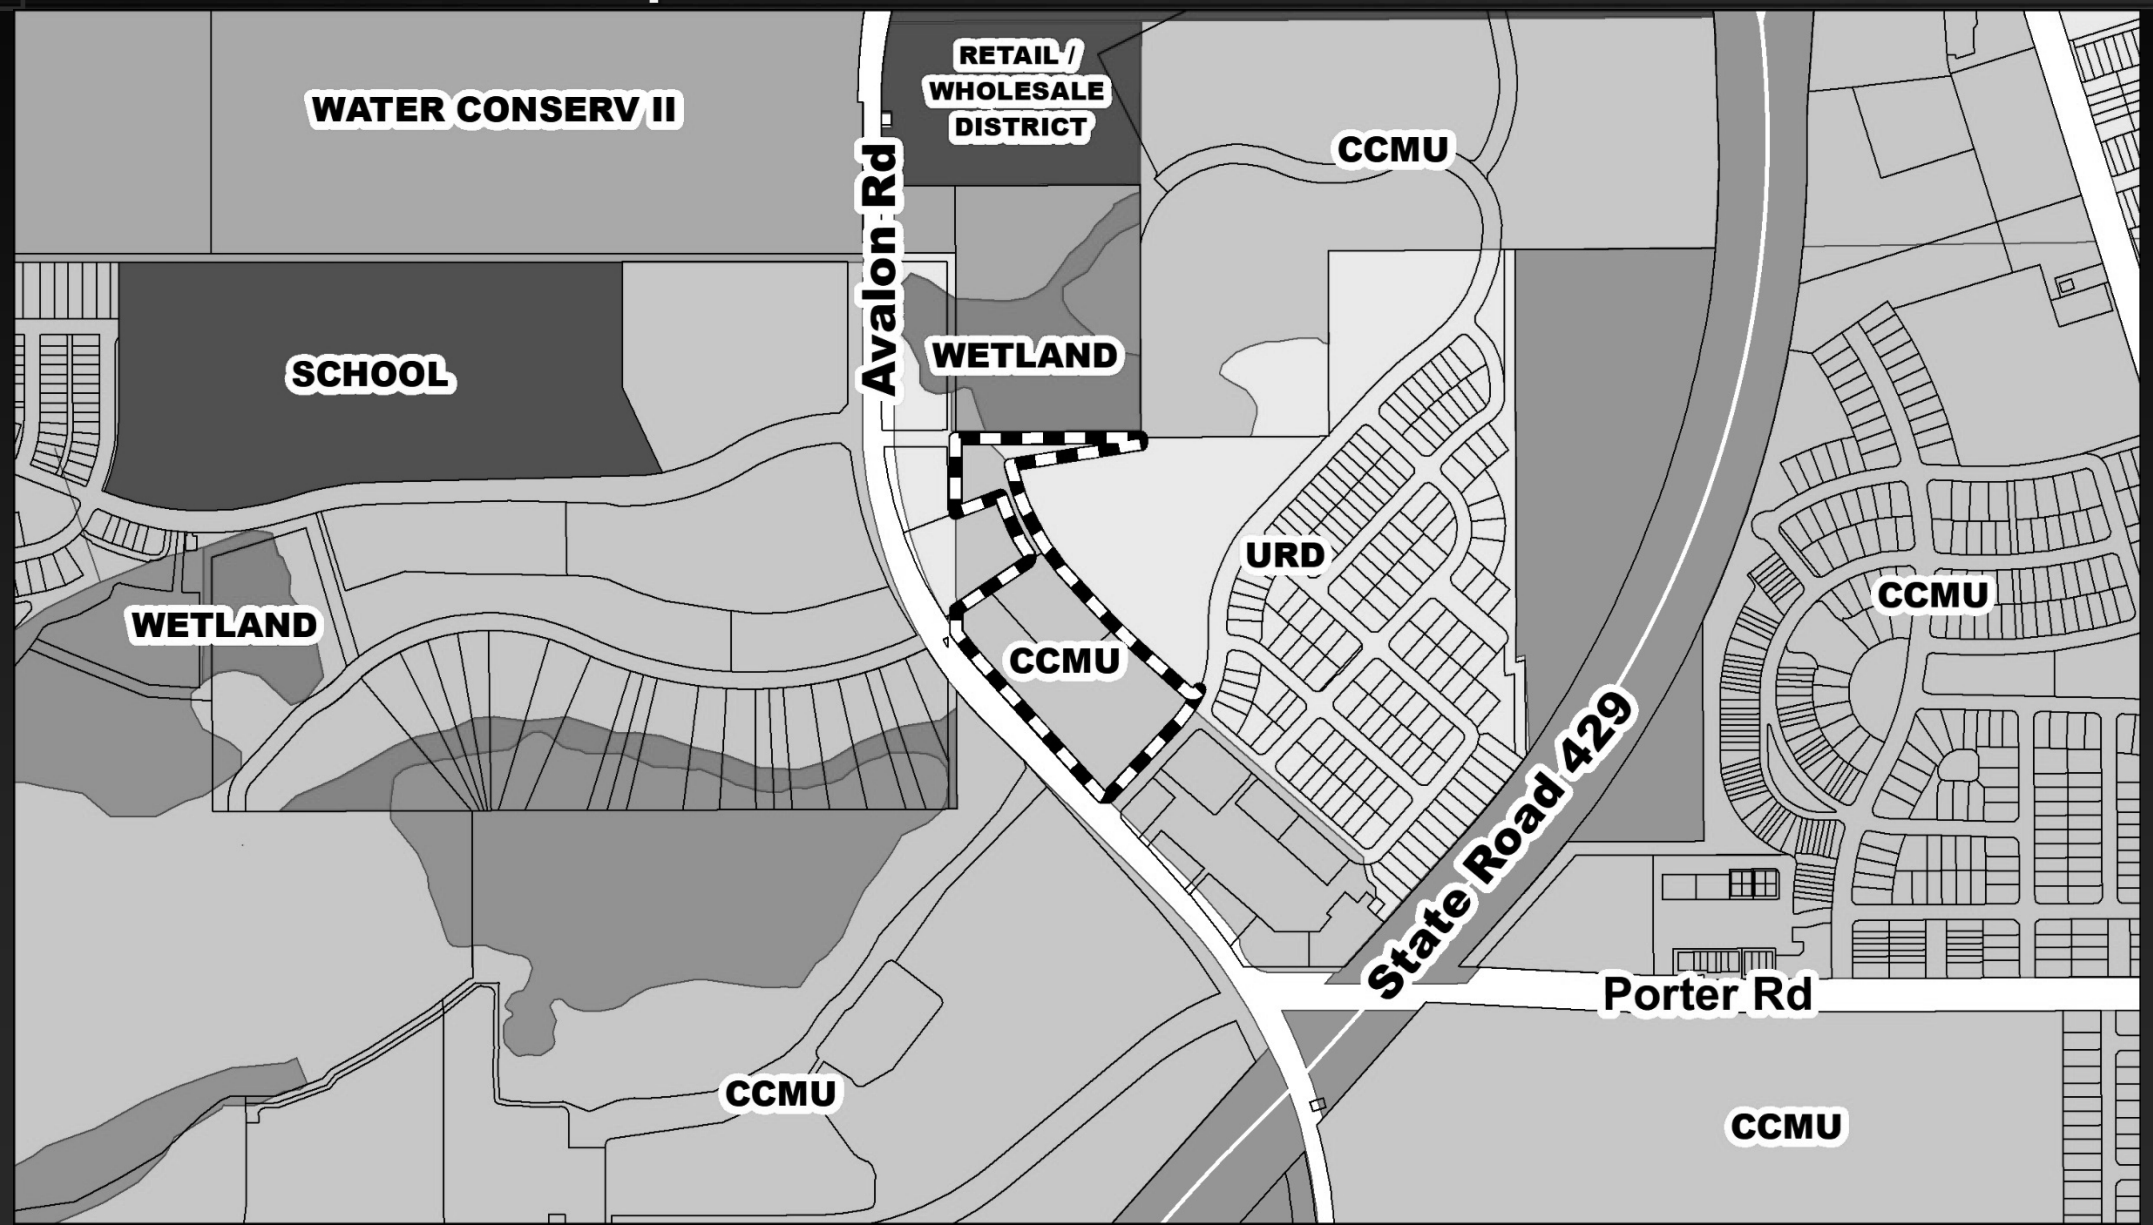 RETAIL /
WHOLESALE
DISTRICT
WATER CONSERV II
CCMU
Avalon Rd
WETLAND
SCHOOL
URD
CCMU
WETLAND
CCMU
State Road 429
Porter Rd
CCMU
CCMU